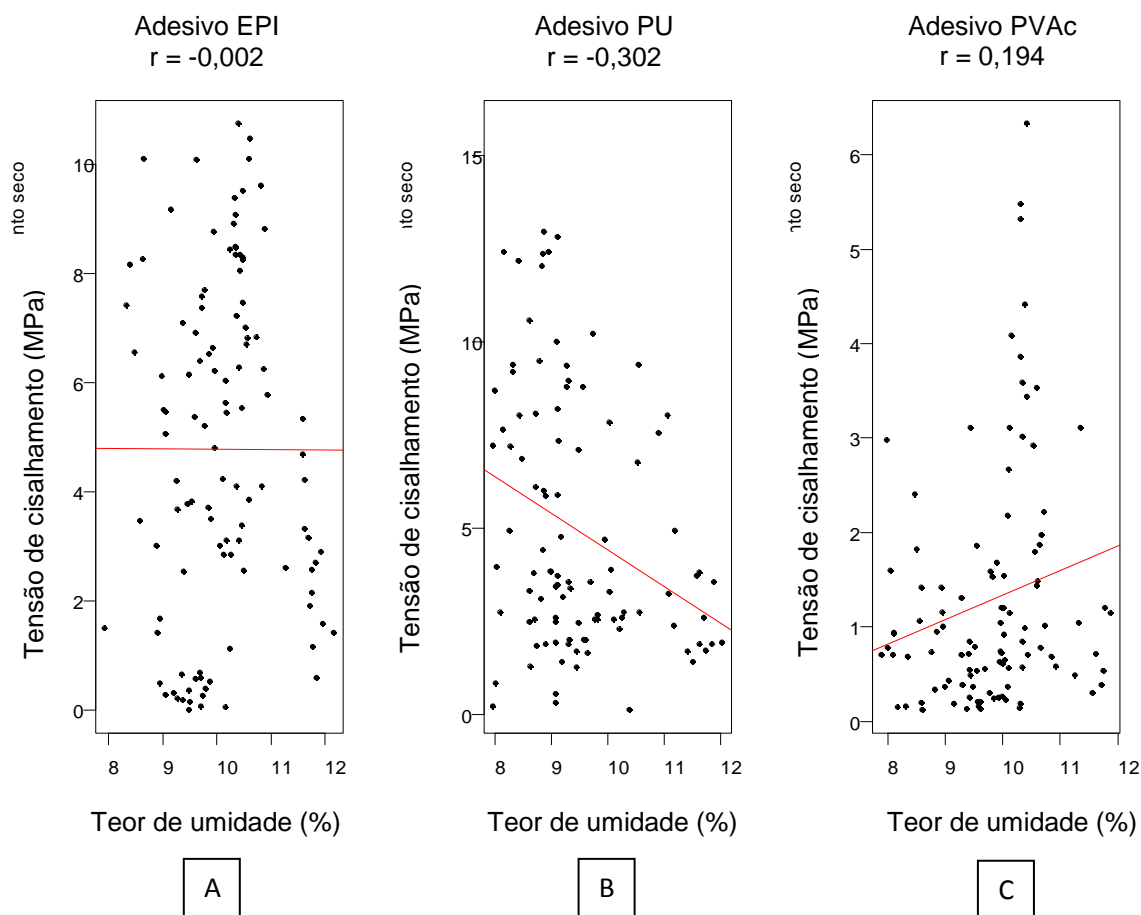 Adesivo EPI
r = -0,002
nto seco
Tensão de cisalhamento (MPa)
10
8
6
4
2
0
8 9 10 11 12
Teor de umidade (%)
A
Adesivo PU
r = -0,302
nto seco
Tensão de cisalhamento (MPa)
15
10
5
0
8 9 10 11 12
Teor de umidade (%)
B
Adesivo PVAc
r = 0,194
nto seco
Tensão de cisalhamento (MPa)
6
5
4
3
2
1
0
8 9 10 11 12
Teor de umidade (%)
C